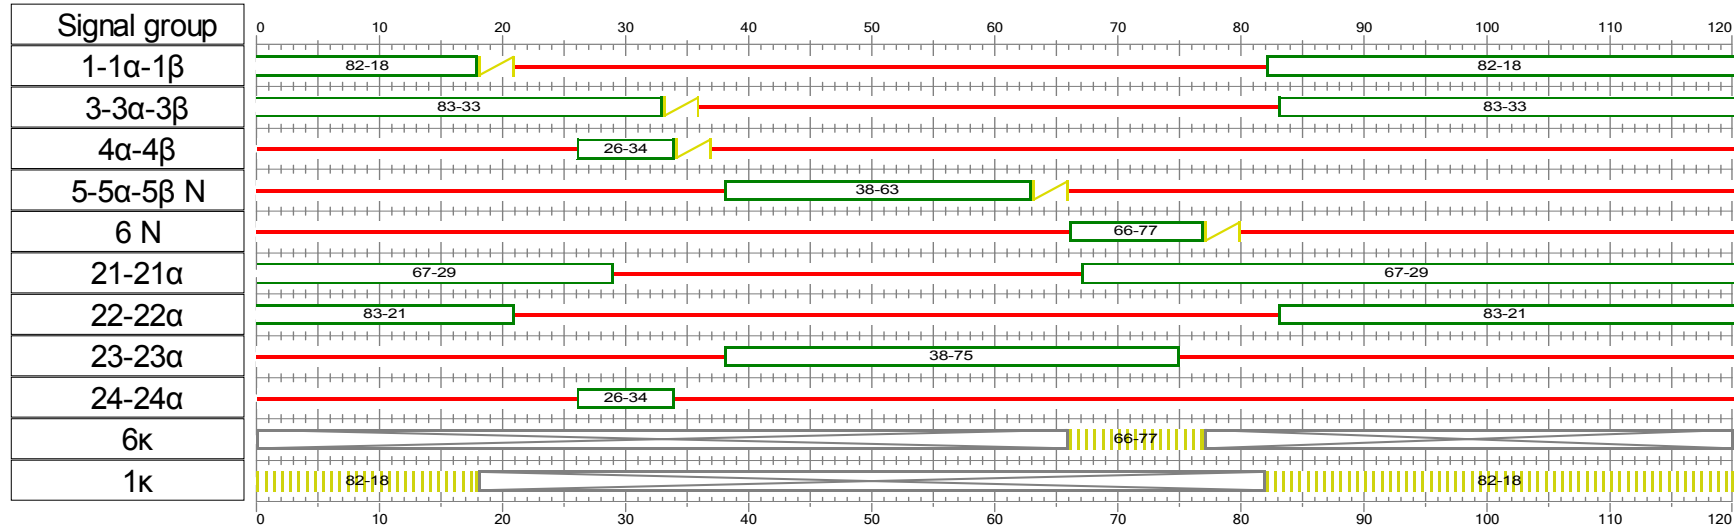 Signal group 0 10 20 30 40 50 60 70 80 90 100 110 120
1-1α-1β 82-18 82-18
3-3α-3β 83-33 83-33
4α-4β 26-34
5-5α-5β N 38-63
6 N 66-77
21-21α 67-29 67-29
22-22α 83-21 83-21
23-23α 38-75
24-24α 26-34
6κ 66-77
1κ 82-18 82-18
0 10 20 30 40 50 60 70 80 90 100 110 120